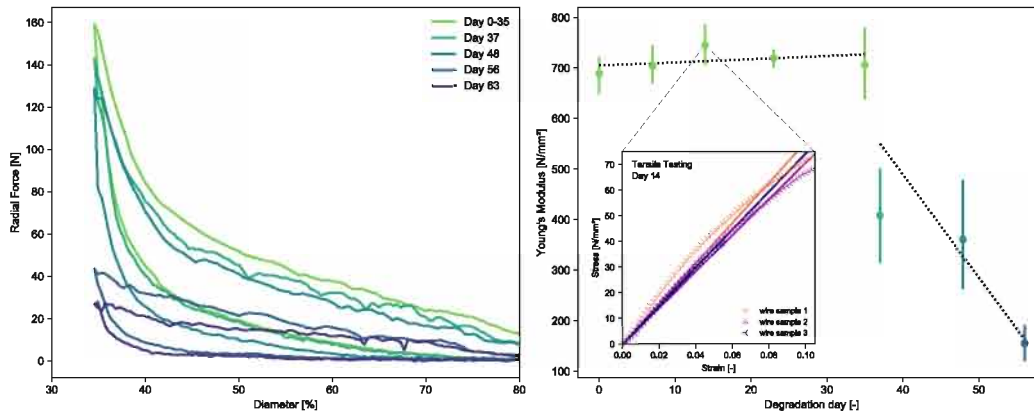 160
140
120
100
80
60
40
20
0
Radial Force [N]
30
40
50
60
70
80
Diameter [%]
Day 0-35
Day 37
Day 48
Day 56
Day 63
800
700
600
500
400
300
200
100
Young's Modulus [N/mm²]
0
10
20
30
40
50
Degradation day [-]
Tensile Testing
Day 14
70
60
50
40
30
20
10
0
Stress [N/mm²]
0.00
0.02
0.04
0.06
0.08
0.10
Strain [-]
wire sample 1
wire sample 2
wire sample 3